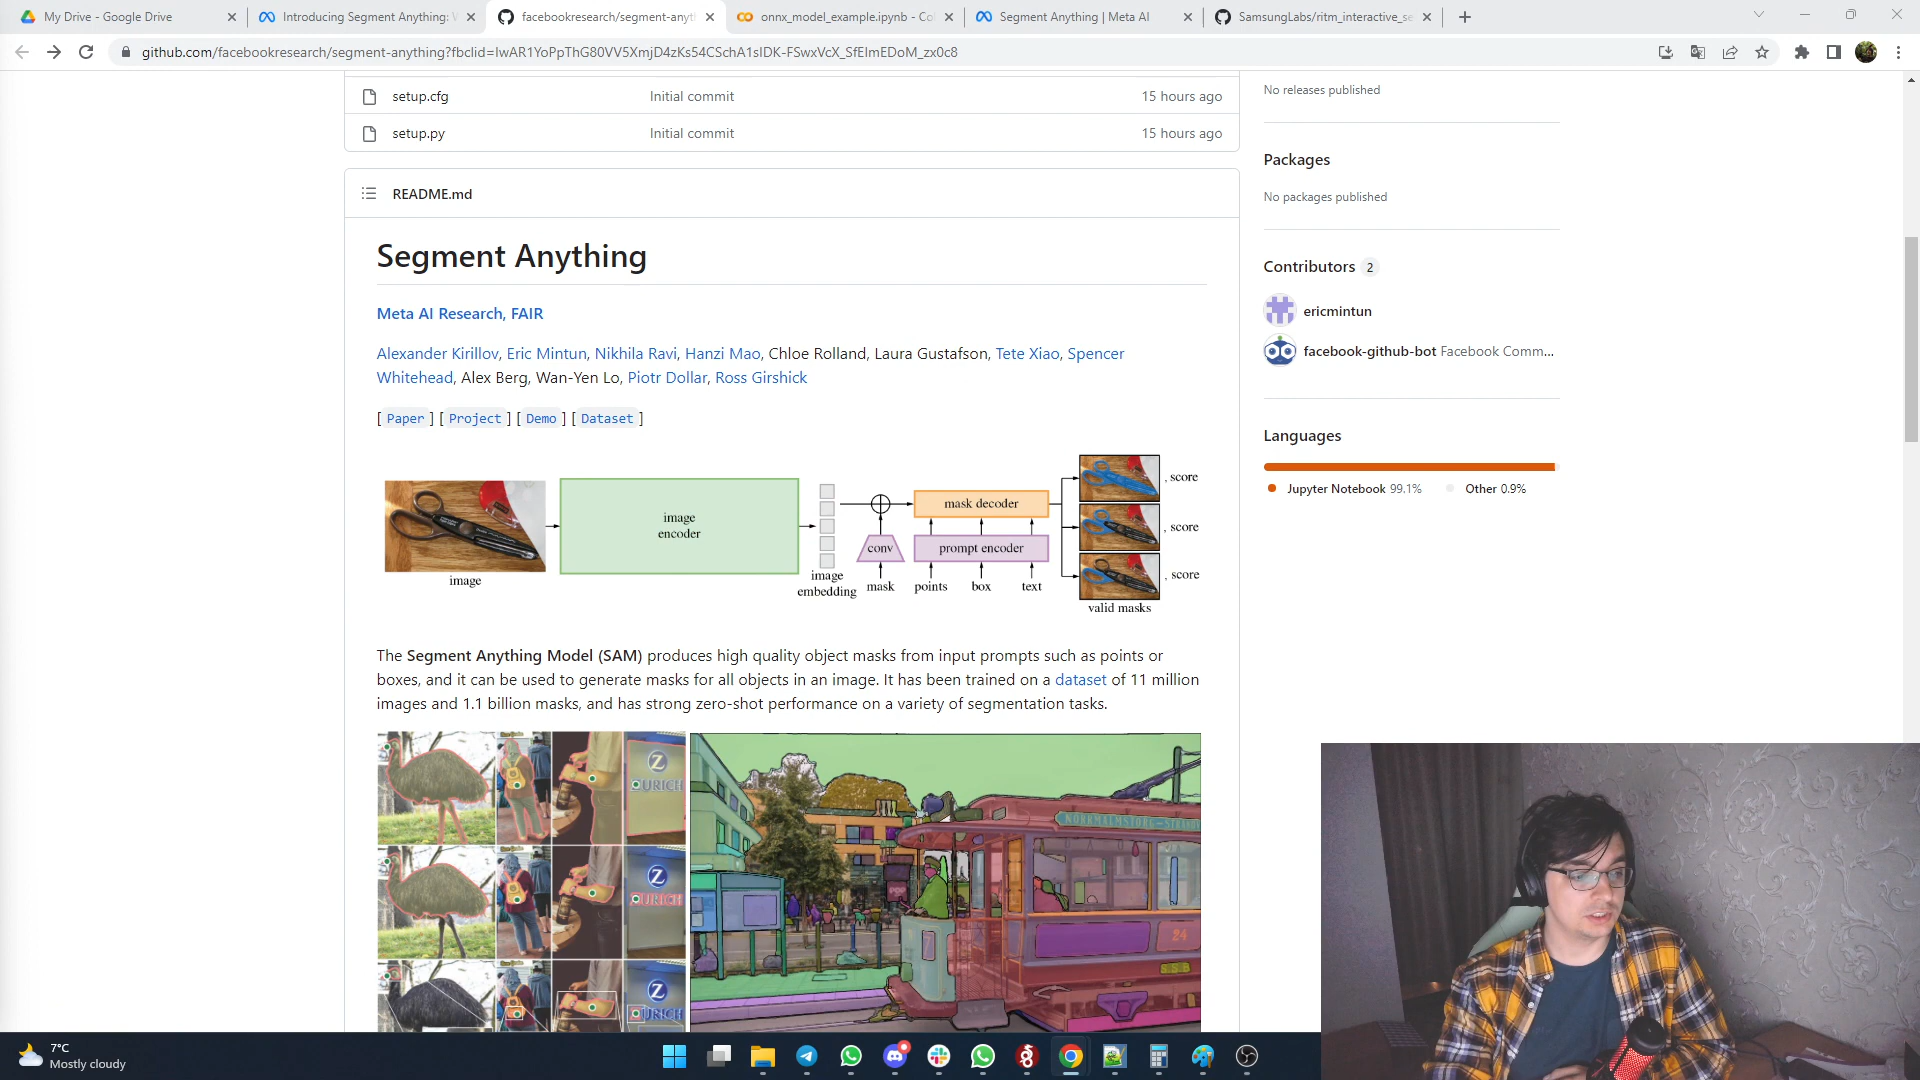 My Drive - Google Drive
Introducing Segment Anything: W
facebookresearch/segment-anyt
onnx_model_example.ipynb - Co
Segment Anything | Meta AI
SamsungLabs/ritm_interactive_se
github.com/facebookresearch/segment-anything?fbclid=IwAR1YoPpThG80VV5XmjD4zKs54CSchA1sIDK-FSwxVcX_SfEImEDoM_zx0c8
setup.cfg Initial commit 15 hours ago
setup.py Initial commit 15 hours ago
README.md
Segment Anything
Meta AI Research, FAIR
Alexander Kirillov, Eric Mintun, Nikhila Ravi, Hanzi Mao, Chloe Rolland, Laura Gustafson, Tete Xiao, Spencer
Whitehead, Alex Berg, Wan-Yen Lo, Piotr Dollar, Ross Girshick
[ Paper ] [ Project ] [ Demo ] [ Dataset ]
image
image
encoder
image
embedding
conv
mask
mask decoder
prompt encoder
points
box
text
, score
, score
, score
valid masks
The Segment Anything Model (SAM) produces high quality object masks from input prompts such as points or
boxes, and it can be used to generate masks for all objects in an image. It has been trained on a dataset of 11 million
images and 1.1 billion masks, and has strong zero-shot performance on a variety of segmentation tasks.
Z
ZURICH
Z
ZURICH
Z
ZURICH
24
No releases published
Packages
No packages published
Contributors 2
ericmintun
facebook-github-bot Facebook Comm...
Languages
Jupyter Notebook 99.1%
Other 0.9%
7°C
Mostly cloudy